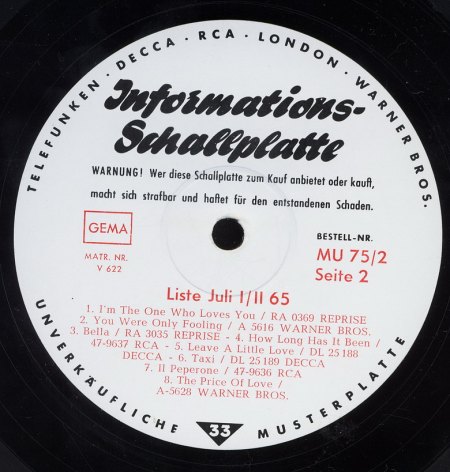 TELEFUNKEN · DECCA · RCA · LONDON · WARNER BROS.
Informations-
Schallplatte
WARNUNG! Wer diese Schallplatte zum Kauf anbietet oder kauft,
macht sich strafbar und haftet für den entstandenen Schaden.
GEMA
MATR. NR.
V 622
BESTELL-NR.
MU 75/2
Seite 2
Liste Juli I/II 65
1. I'm The One Who Loves You / RA 0369 REPRISE
2. You Were Only Fooling / A 5616 WARNER BROS.
3. Bella / RA 3035 REPRISE - 4. How Long Has It Been /
47-9637 RCA - 5. Leave A Little Love / DL 25 188
DECCA - 6. Taxi / DL 25 189 DECCA
7. Il Peperone / 47-9636 RCA
8. The Price Of Love /
A-5628 WARNER BROS.
UNVERKÄUFLICHE 33 MUSTERPLATTE